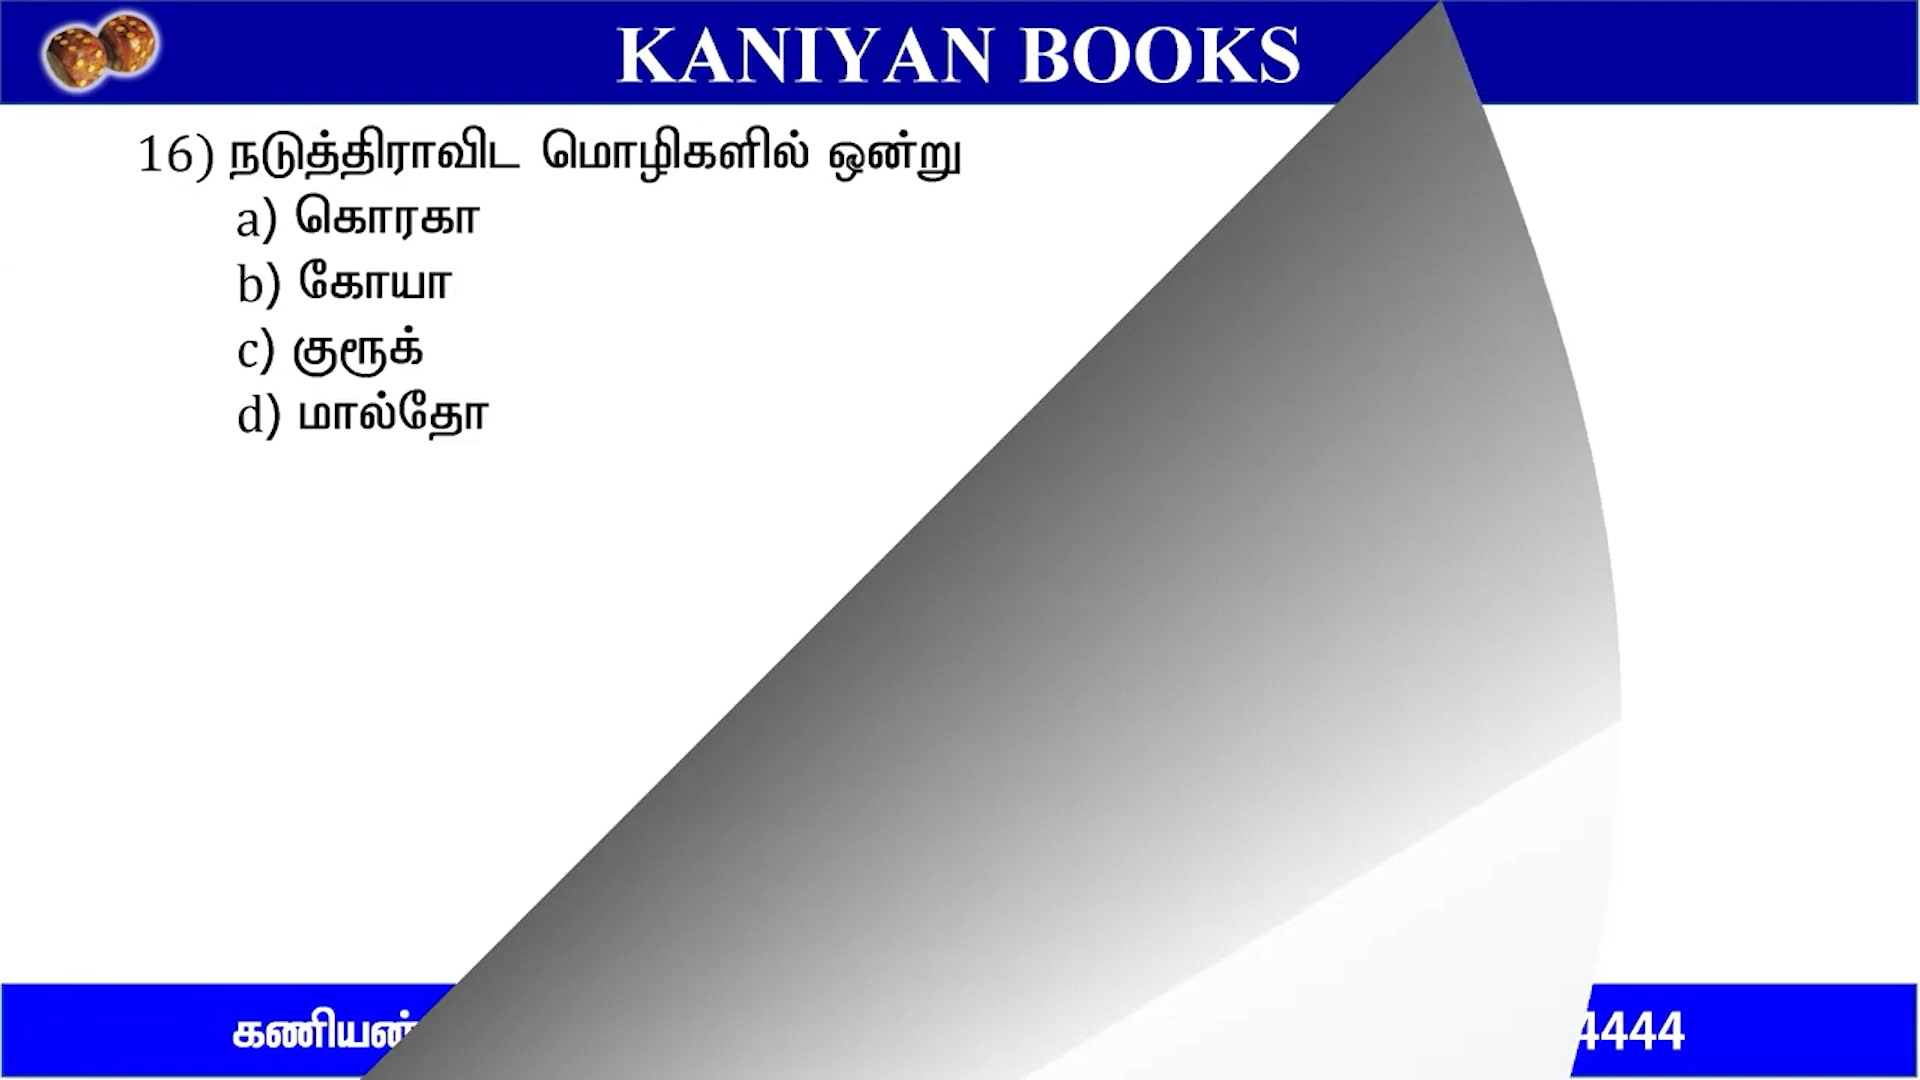 KANIYAN BOOKS
16) நடுத்திராவிட மொழிகளில் ஒன்று
a) கொரகா
b) கோயா
c) குரூக்
d) மால்தோ
கணியன் 4444